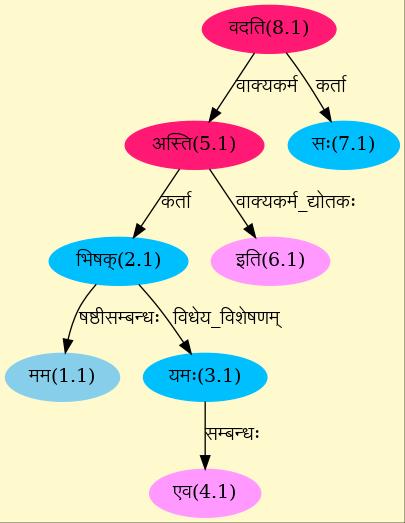 वदति(8.1)
वाक्यकर्म कर्ता
अस्ति(5.1) सः(7.1)
कर्ता वाक्यकर्म_द्योतकः
भिषक्(2.1) इति(6.1)
षष्ठीसम्बन्धः विधेय_विशेषणम्
मम(1.1) यमः(3.1)
सम्बन्धः
एव(4.1)